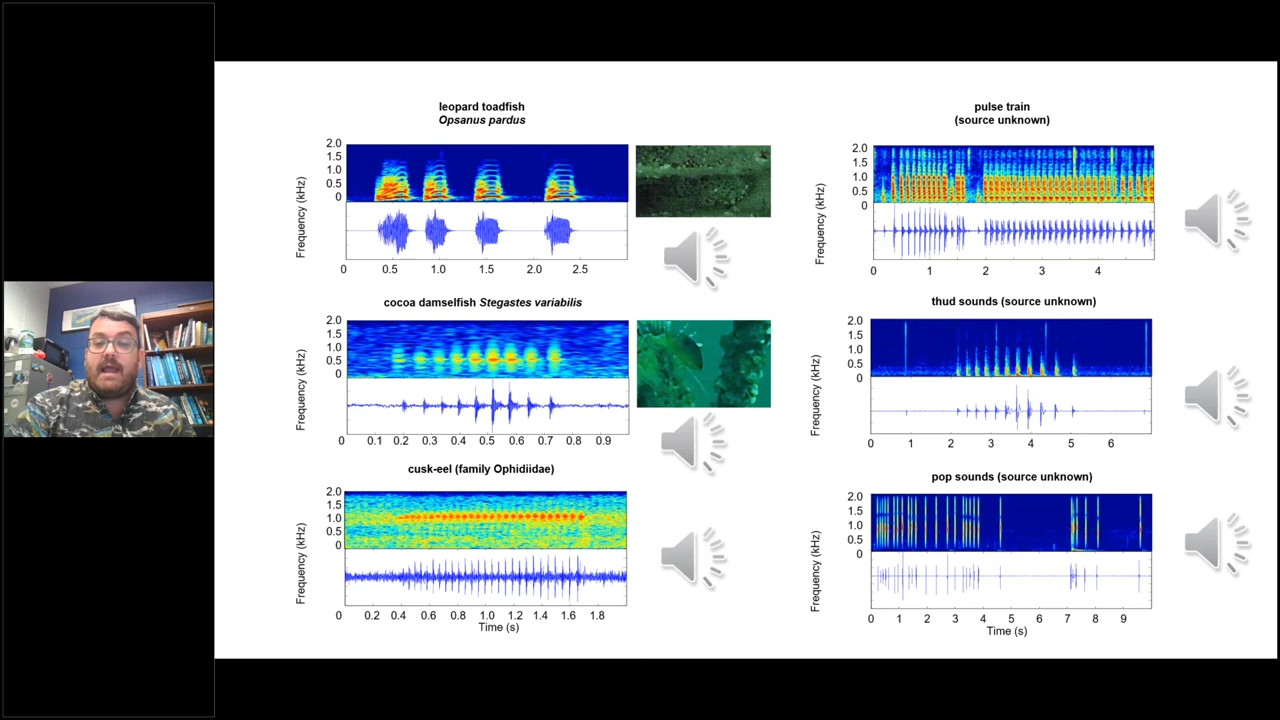 leopard toadfish
Opsanus pardus
2.0
1.5
1.0
0.5
0
Frequency (kHz)
0 0.5 1.0 1.5 2.0 2.5
cocoa damselfish Stegastes variabilis
2.0
1.5
1.0
0.5
0
Frequency (kHz)
0 0.1 0.2 0.3 0.4 0.5 0.6 0.7 0.8 0.9
cusk-eel (family Ophidiidae)
2.0
1.5
1.0
0.5
0
Frequency (kHz)
0 0.2 0.4 0.6 0.8 1.0 1.2 1.4 1.6 1.8
Time (s)
pulse train
(source unknown)
2.0
1.5
1.0
0.5
0
Frequency (kHz)
0 1 2 3 4
thud sounds (source unknown)
2.0
1.5
1.0
0.5
0
Frequency (kHz)
0 1 2 3 4 5 6
pop sounds (source unknown)
2.0
1.5
1.0
0.5
0
Frequency (kHz)
0 1 2 3 4 5 6 7 8 9
Time (s)